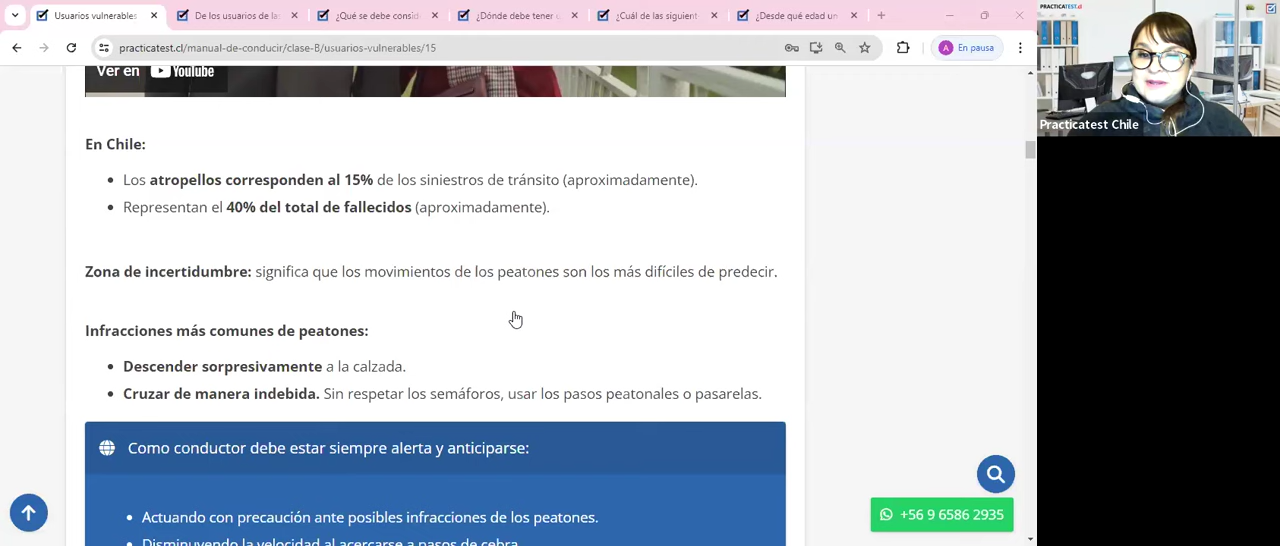 Usuarios vulnerables
De los usuarios de las
¿Qué se debe consid
¿Dónde debe tener u
¿Cuál de las siguient
¿Desde qué edad un
practicatest.cl/manual-de-conducir/clase-B/usuarios-vulnerables/15
A
En pausa
PRACTICATEST.cl
Practicatest Chile
Ver en YouTube
En Chile:
Los atropellos corresponden al 15% de los siniestros de tránsito (aproximadamente).
Representan el 40% del total de fallecidos (aproximadamente).
Zona de incertidumbre: significa que los movimientos de los peatones son los más difíciles de predecir.
Infracciones más comunes de peatones:
Descender sorpresivamente a la calzada.
Cruzar de manera indebida. Sin respetar los semáforos, usar los pasos peatonales o pasarelas.
Como conductor debe estar siempre alerta y anticiparse:
Actuando con precaución ante posibles infracciones de los peatones.
Disminuyendo la velocidad al acercarse a pasos de cebra.
+56 9 6586 2935